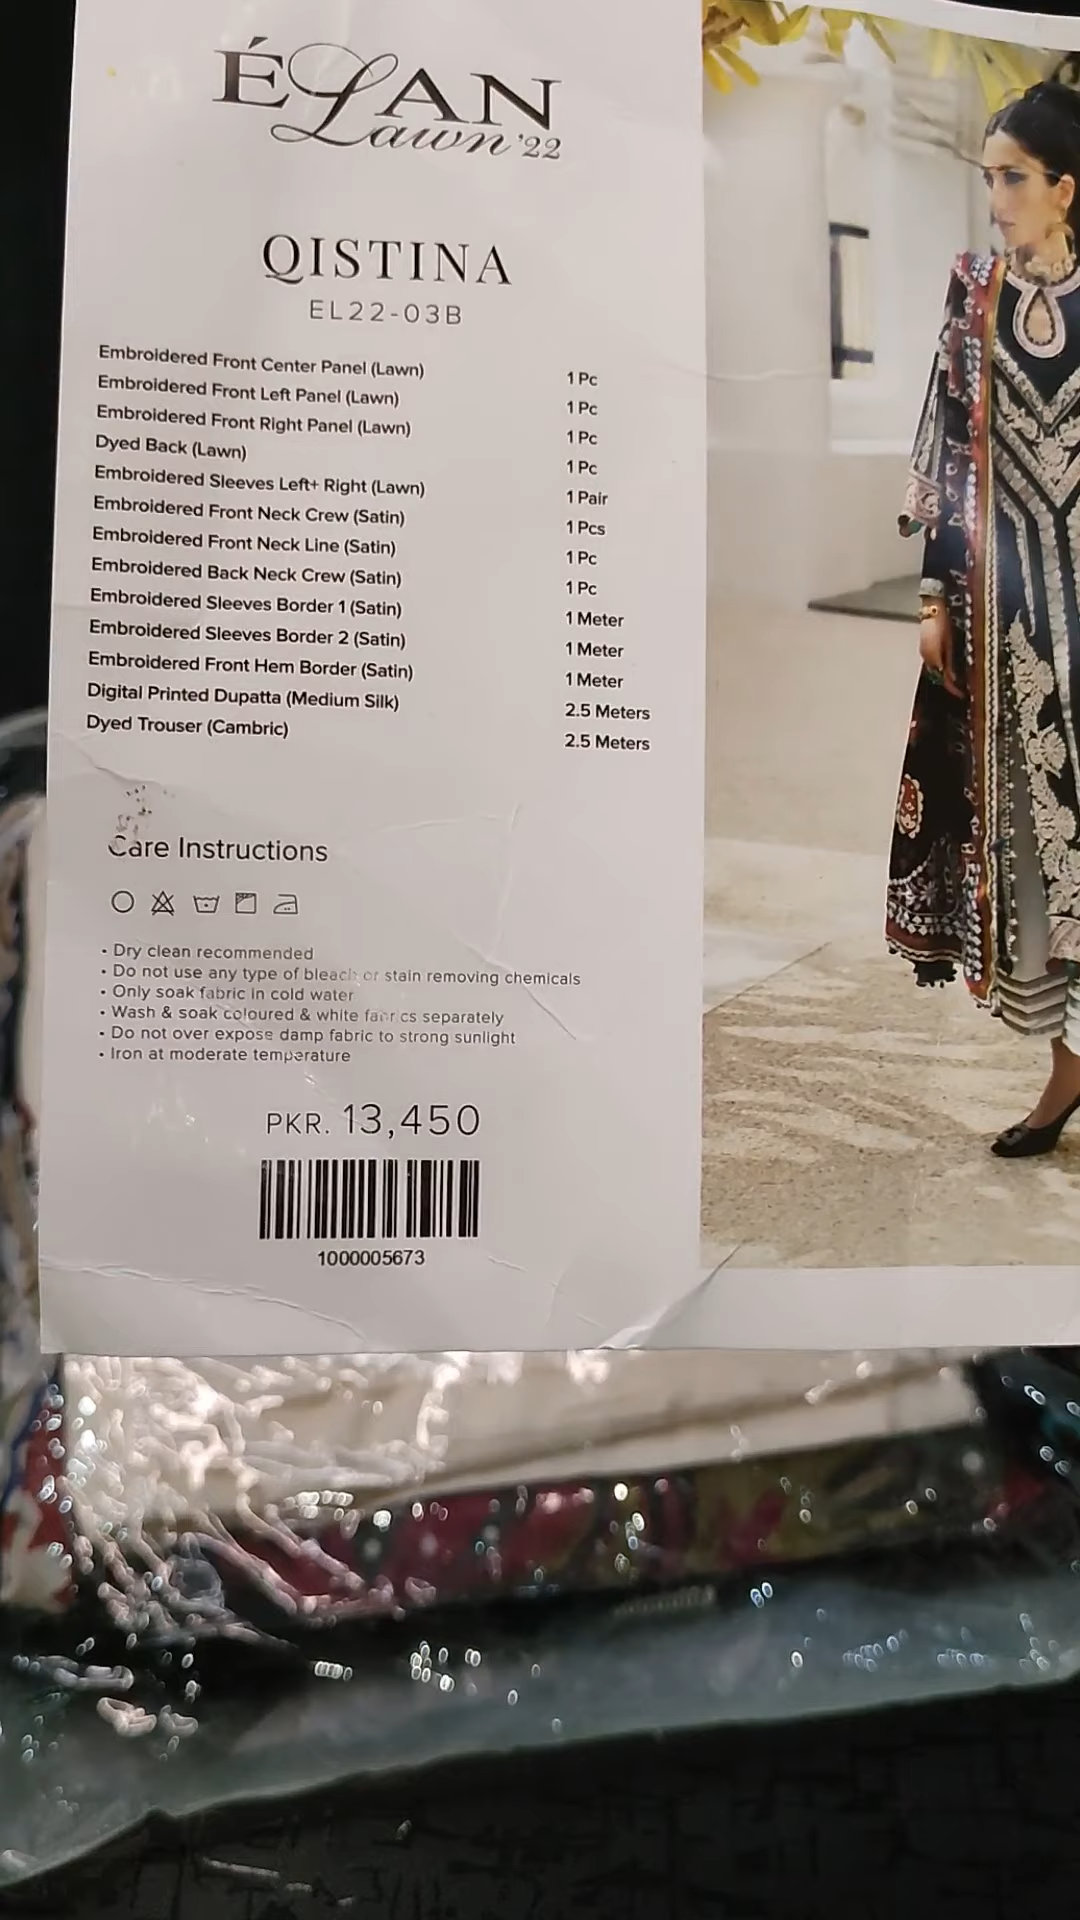 ÉLAN
Lawn '22
QISTINA
EL22-03B
Embroidered Front Center Panel (Lawn) 1 Pc
Embroidered Front Left Panel (Lawn) 1 Pc
Embroidered Front Right Panel (Lawn) 1 Pc
Dyed Back (Lawn) 1 Pc
Embroidered Sleeves Left+ Right (Lawn) 1 Pair
Embroidered Front Neck Crew (Satin) 1 Pcs
Embroidered Front Neck Line (Satin) 1 Pc
Embroidered Back Neck Crew (Satin) 1 Pc
Embroidered Sleeves Border 1 (Satin) 1 Meter
Embroidered Sleeves Border 2 (Satin) 1 Meter
Embroidered Front Hem Border (Satin) 1 Meter
Digital Printed Dupatta (Medium Silk) 2.5 Meters
Dyed Trouser (Cambric) 2.5 Meters
Care Instructions
• Dry clean recommended
• Do not use any type of bleach or stain removing chemicals
• Only soak fabric in cold water
• Wash & soak coloured & white fabrics separately
• Do not over expose damp fabric to strong sunlight
• Iron at moderate temperature
PKR. 13,450
1000005673